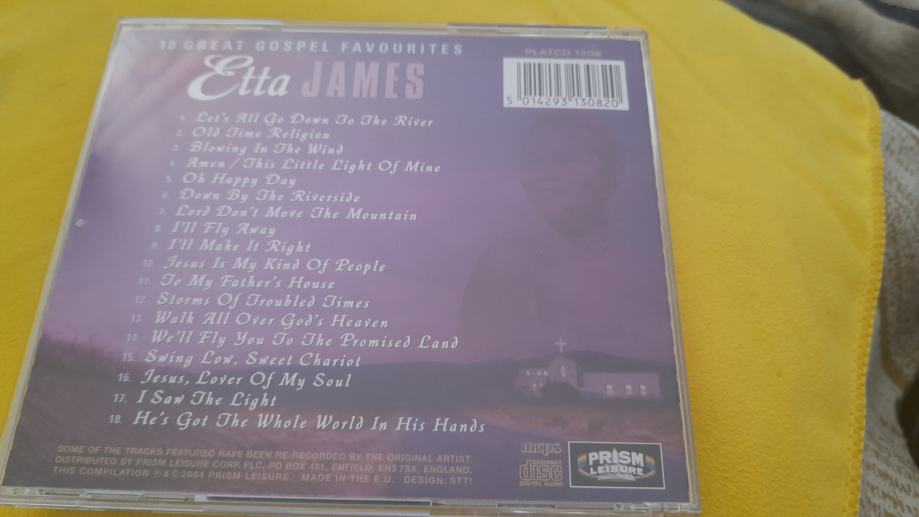 18 GREAT GOSPEL FAVOURITES
Etta JAMES
PLATCD 1308
5 014293 130820
1. Let's All Go Down To The River
2. Old Time Religion
3. Blowing In The Wind
4. Amen / This Little Light Of Mine
5. Oh Happy Day
6. Down By The Riverside
7. Lord Don't Move The Mountain
8. I'll Fly Away
9. I'll Make It Right
10. Jesus Is My Kind Of People
11. To My Father's House
12. Storms Of Troubled Times
13. Walk All Over God's Heaven
14. We'll Fly You To The Promised Land
15. Swing Low, Sweet Chariot
16. Jesus, Lover Of My Soul
17. I Saw The Light
18. He's Got The Whole World In His Hands
SOME OF THE TRACKS FEATURED HAVE BEEN RE-RECORDED BY THE ORIGINAL ARTIST.
DISTRIBUTED BY PRISM LEISURE CORP. PLC, PO BOX 481, ENFIELD, EN3 7SX, ENGLAND.
THIS COMPILATION ℗ & © 2004 PRISM LEISURE. MADE IN THE E.U. DESIGN: STT!
mcps
COMPACT
disc
DIGITAL AUDIO
PRISM
LEISURE